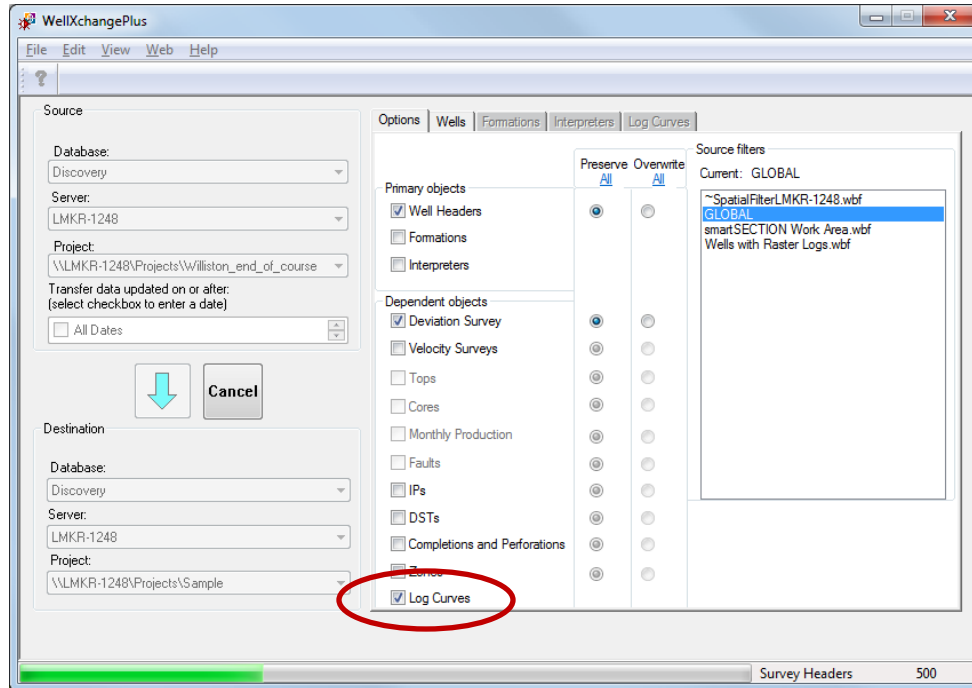 WellXchangePlus
File Edit View Web Help
?
Source
Database:
Discovery
Server:
LMKR-1248
Project:
\\LMKR-1248\Projects\Williston_end_of_course
Transfer data updated on or after:
(select checkbox to enter a date)
All Dates
Cancel
Destination
Database:
Discovery
Server:
LMKR-1248
Project:
\\LMKR-1248\Projects\Sample
Options Wells Formations Interpreters Log Curves
Preserve Overwrite
All All
Primary objects
Well Headers
Formations
Interpreters
Dependent objects
Deviation Survey
Velocity Surveys
Tops
Cores
Monthly Production
Faults
IPs
DSTs
Completions and Perforations
Zones
Log Curves
Source filters
Current: GLOBAL
~SpatialFilterLMKR-1248.wbf
GLOBAL
smartSECTION Work Area.wbf
Wells with Raster Logs.wbf
Survey Headers 500